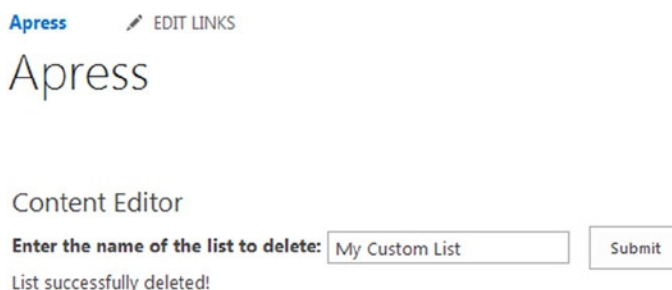 Apress EDIT LINKS
Apress
Content Editor
Enter the name of the list to delete: My Custom List Submit
List successfully deleted!